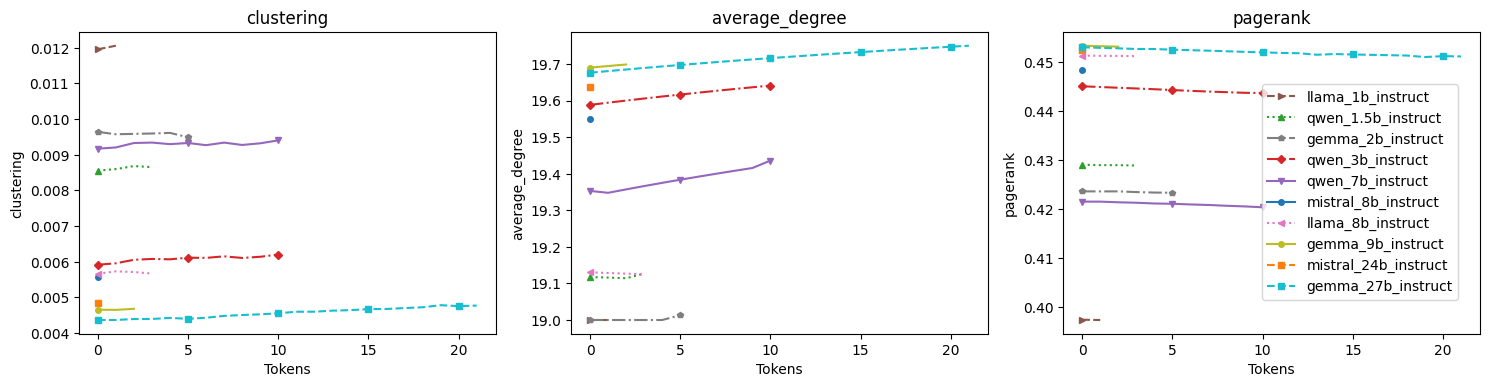 clustering
clustering
0.012
0.011
0.010
0.009
0.008
0.007
0.006
0.005
0.004
0
5
10
15
20
Tokens
average_degree
average_degree
19.7
19.6
19.5
19.4
19.3
19.2
19.1
19.0
0
5
10
15
20
Tokens
pagerank
pagerank
0.45
0.44
0.43
0.42
0.41
0.40
0
5
10
15
20
Tokens
llama_1b_instruct
qwen_1.5b_instruct
gemma_2b_instruct
qwen_3b_instruct
qwen_7b_instruct
mistral_8b_instruct
llama_8b_instruct
gemma_9b_instruct
mistral_24b_instruct
gemma_27b_instruct